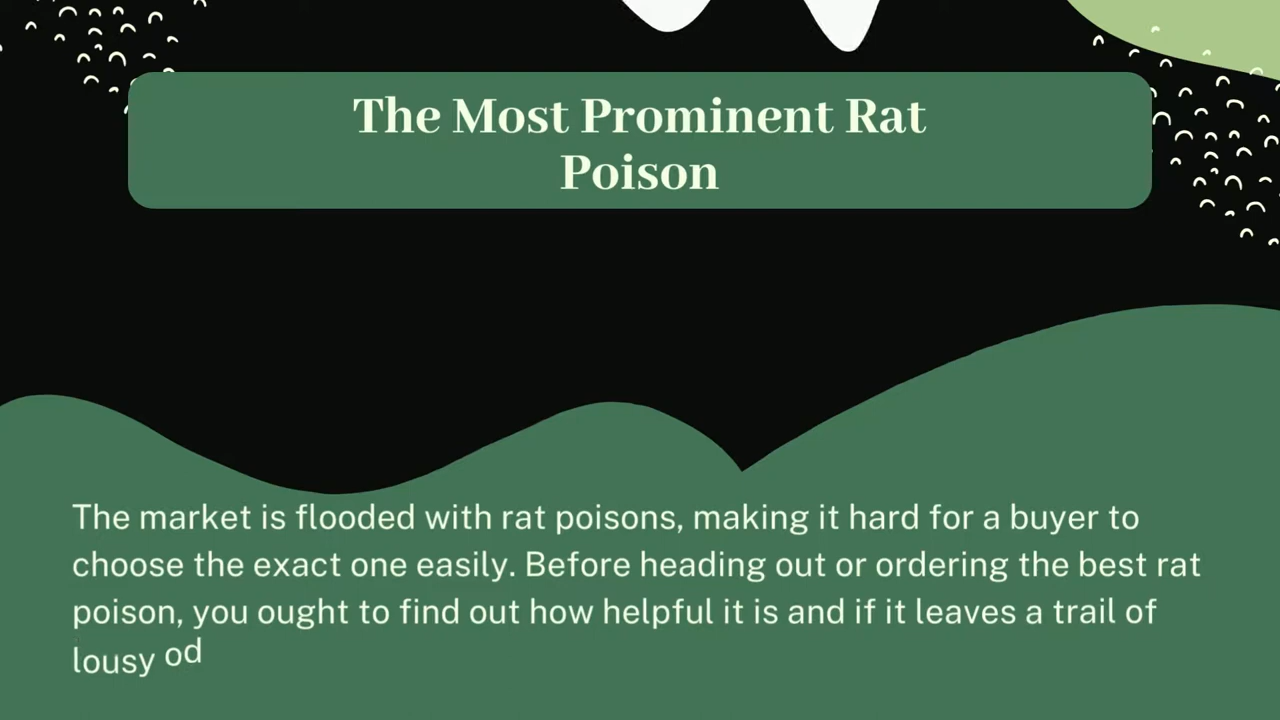 The Most Prominent Rat
Poison
The market is flooded with rat poisons, making it hard for a buyer to
choose the exact one easily. Before heading out or ordering the best rat
poison, you ought to find out how helpful it is and if it leaves a trail of
lousy od